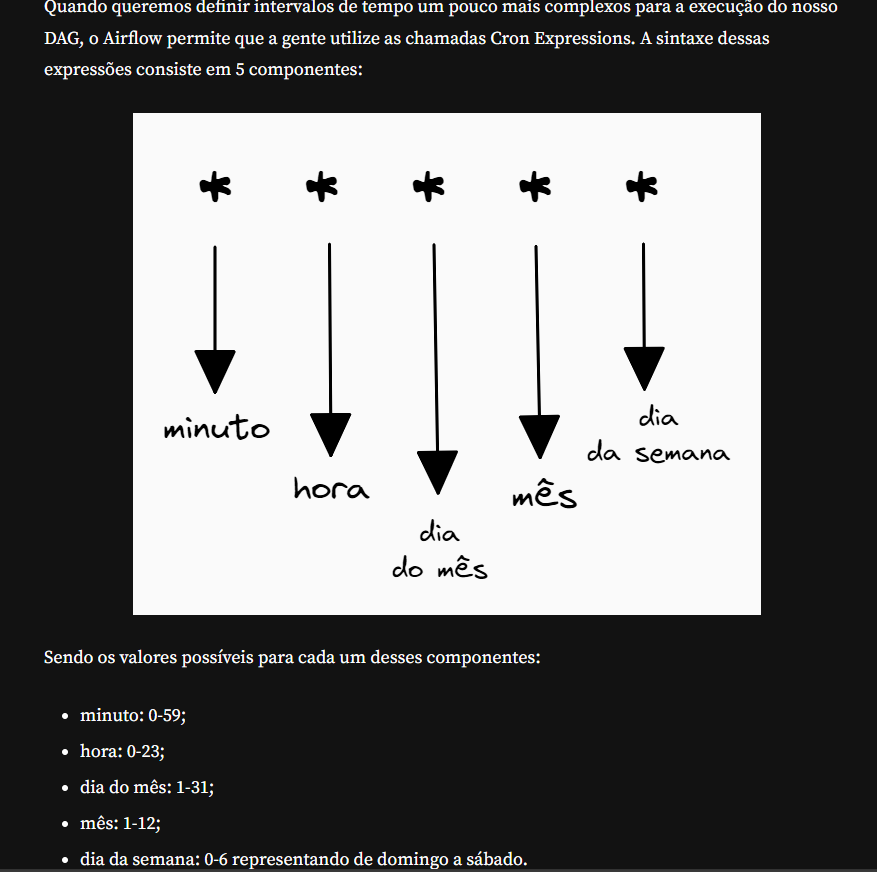 Quando queremos definir intervalos de tempo um pouco mais complexos para a execução do nosso
DAG, o Airflow permite que a gente utilize as chamadas Cron Expressions. A sintaxe dessas
expressões consiste em 5 componentes:
* * * * *
minuto
hora
dia
do mês
mês
dia
da semana
Sendo os valores possíveis para cada um desses componentes:
• minuto: 0-59;
• hora: 0-23;
• dia do mês: 1-31;
• mês: 1-12;
• dia da semana: 0-6 representando de domingo a sábado.